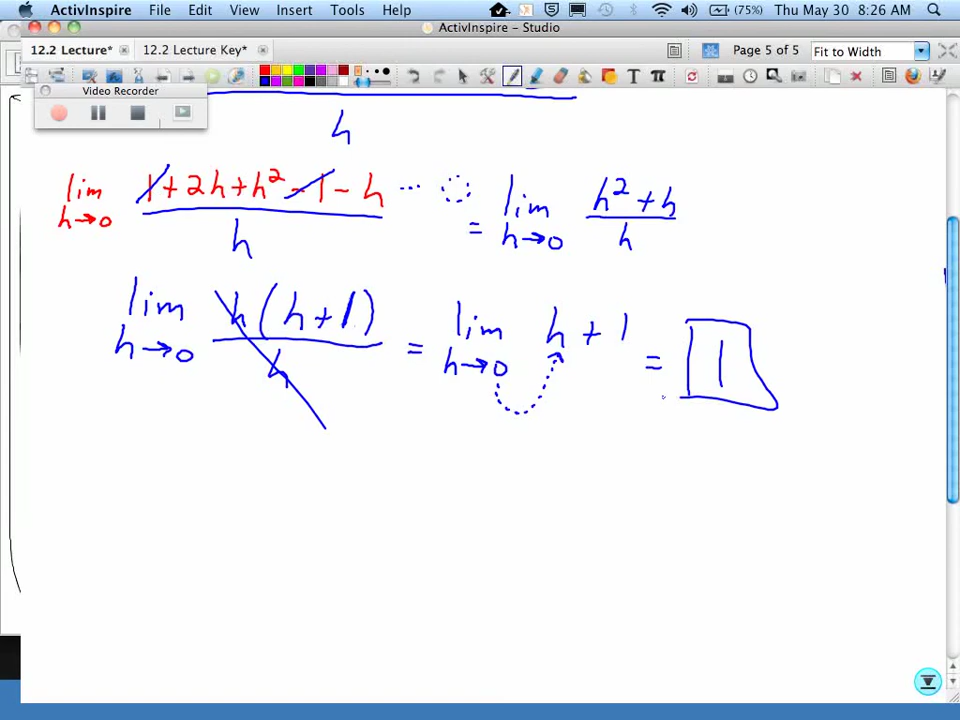 ActivInspire File Edit View Insert Tools Help (75%) Thu May 30 8:26 AM
ActivInspire - Studio
12.2 Lecture* 12.2 Lecture Key* Page 5 of 5 Fit to Width
Video Recorder
h
lim h→0 (1 + 2h + h² - 1 - h)/h ... = lim h→0 (h² + h)/h
lim h→0 h(h + 1)/h = lim h→0 h + 1 = 1